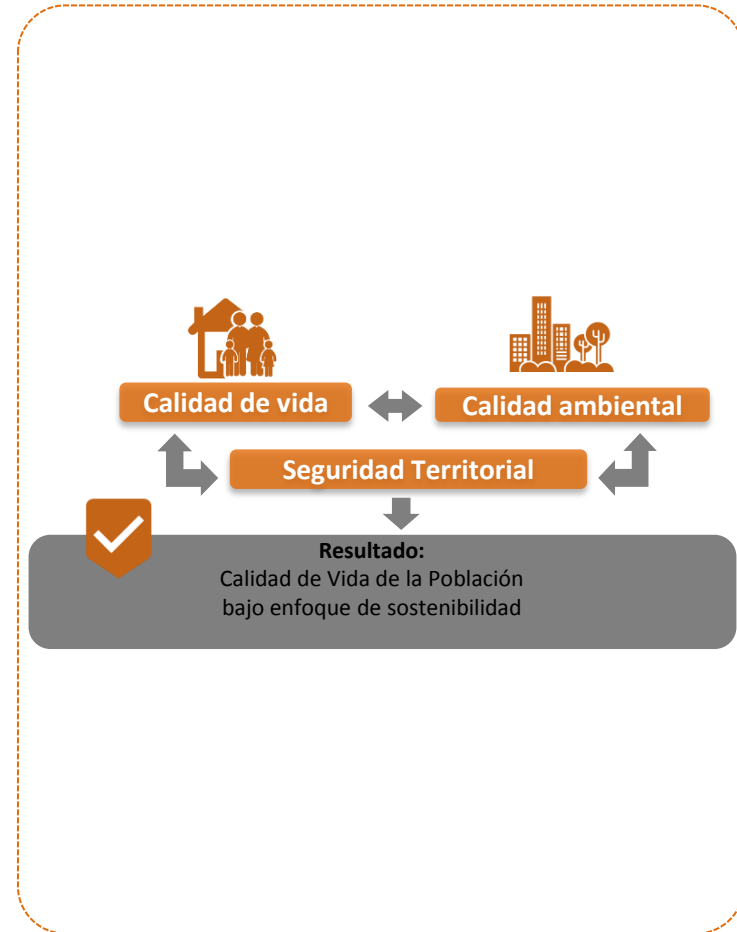 Calidad de vida
Calidad ambiental
Seguridad Territorial
Resultado:
Calidad de Vida de la Población
bajo enfoque de sostenibilidad